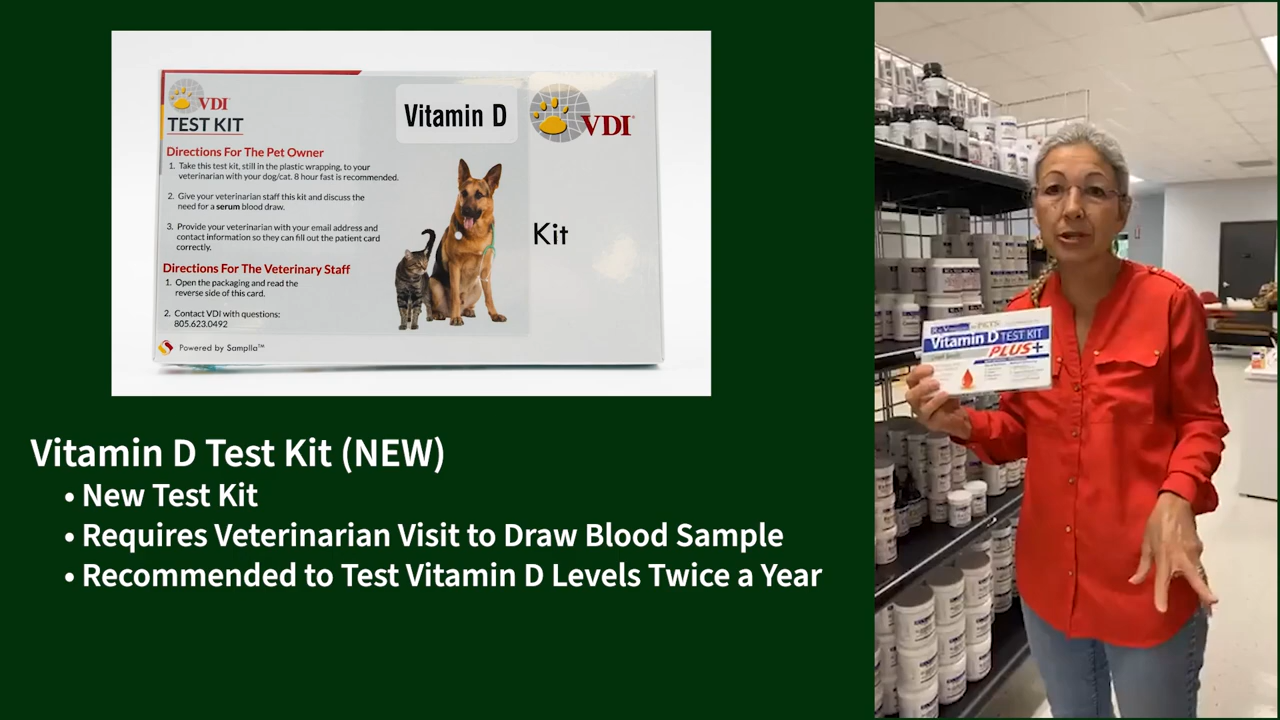 VDI
TEST KIT
Directions For The Pet Owner
1. Take this test kit, still in the plastic wrapping, to your
veterinarian with your dog/cat. 8 hour fast is recommended.
2. Give your veterinarian staff this kit and discuss the
need for a serum blood draw.
3. Provide your veterinarian with your email address and
contact information so they can fill out the patient card
correctly.
Directions For The Veterinary Staff
1. Open the packaging and read the
reverse side of this card.
2. Contact VDI with questions:
805.623.0492
Powered by Samplla™
Vitamin D
VDI
Kit
Vitamin D TEST KIT
PLUS+
Vitamin D Test Kit (NEW)
• New Test Kit
• Requires Veterinarian Visit to Draw Blood Sample
• Recommended to Test Vitamin D Levels Twice a Year